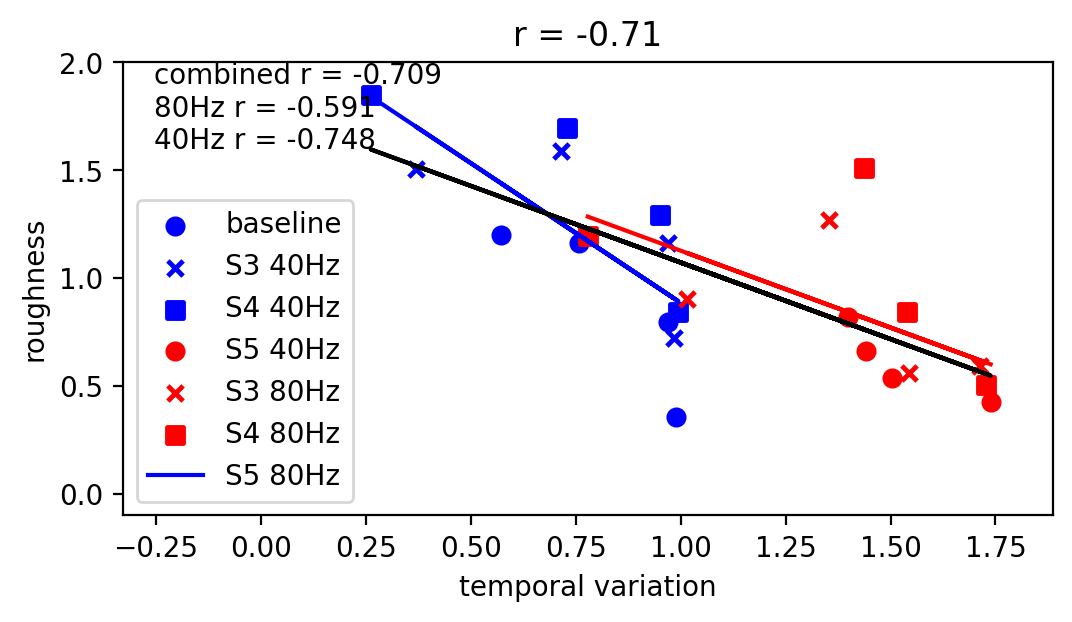 r = -0.71
combined r = -0.709
80Hz r = -0.591
40Hz r = -0.748
baseline
S3 40Hz
S4 40Hz
S5 40Hz
S3 80Hz
S4 80Hz
S5 80Hz
roughness
2.0
1.5
1.0
0.5
0.0
−0.25 0.00 0.25 0.50 0.75 1.00 1.25 1.50 1.75
temporal variation